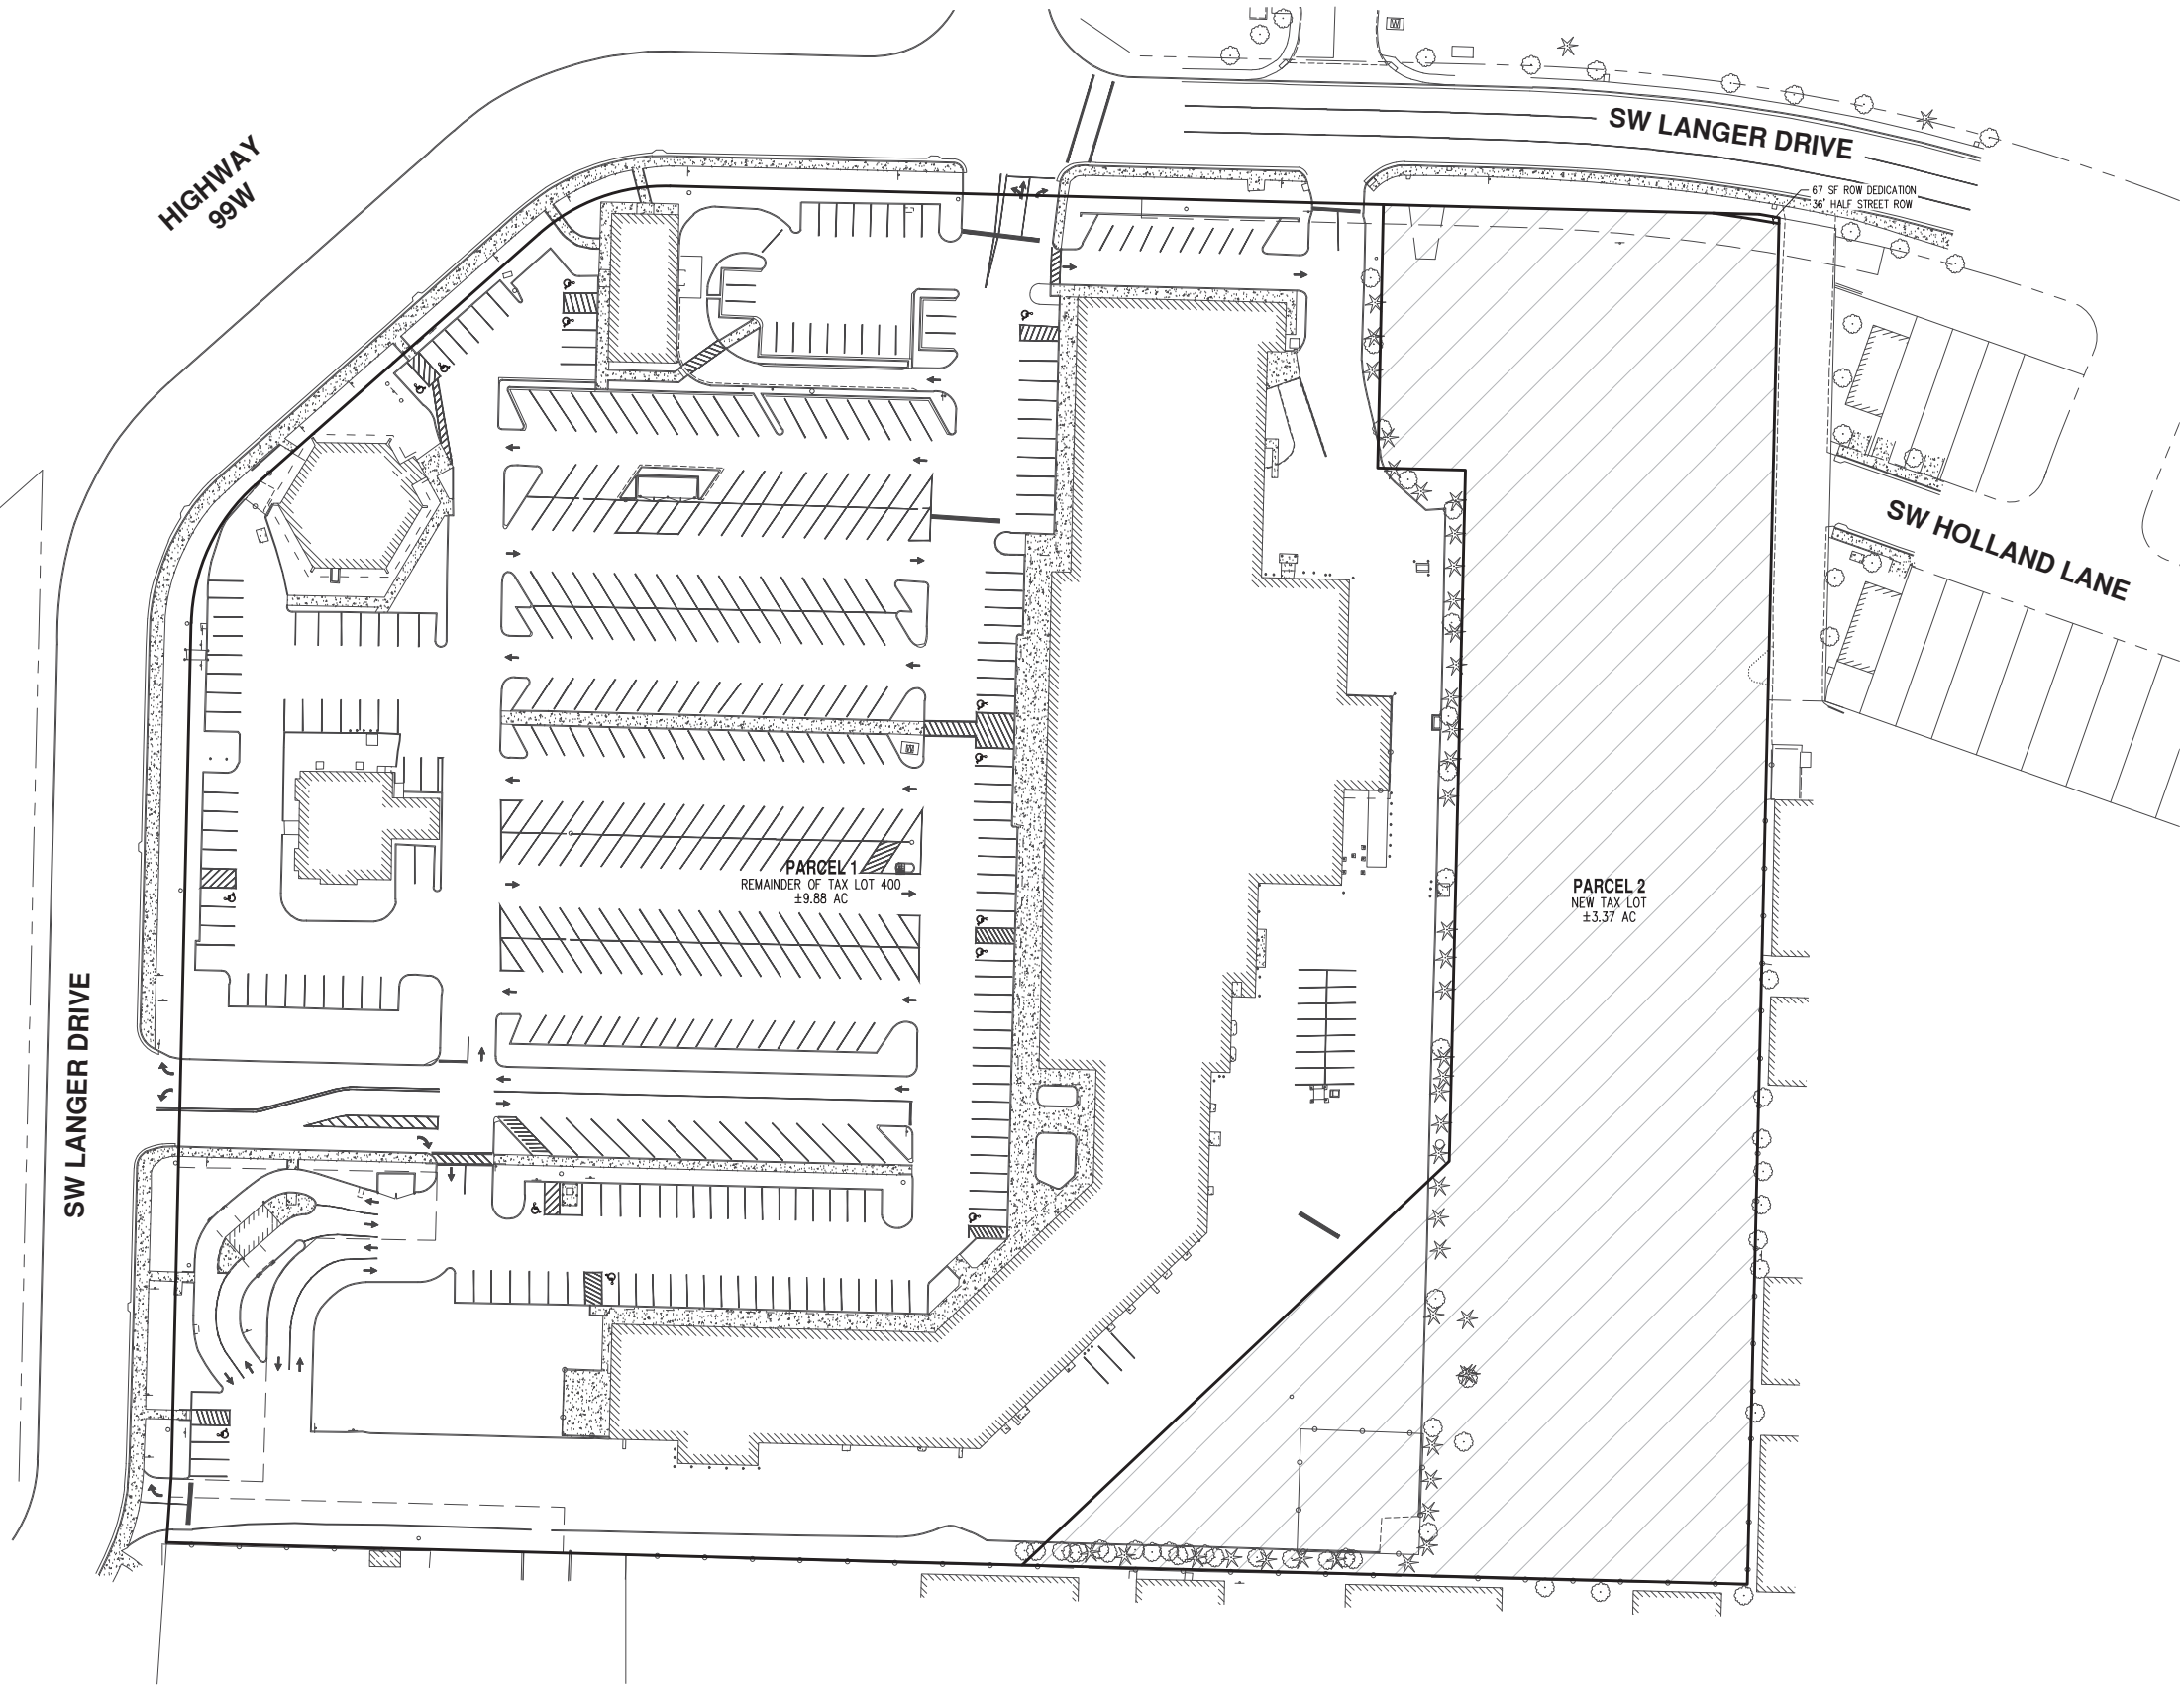 HIGHWAY
99W
SW LANGER DRIVE
67 SF ROW DEDICATION
36' HALF STREET ROW
SW HOLLAND LANE
PARCEL 1
REMAINDER OF TAX LOT 400
±9.88 AC
PARCEL 2
NEW TAX LOT
±3.37 AC
SW LANGER DRIVE